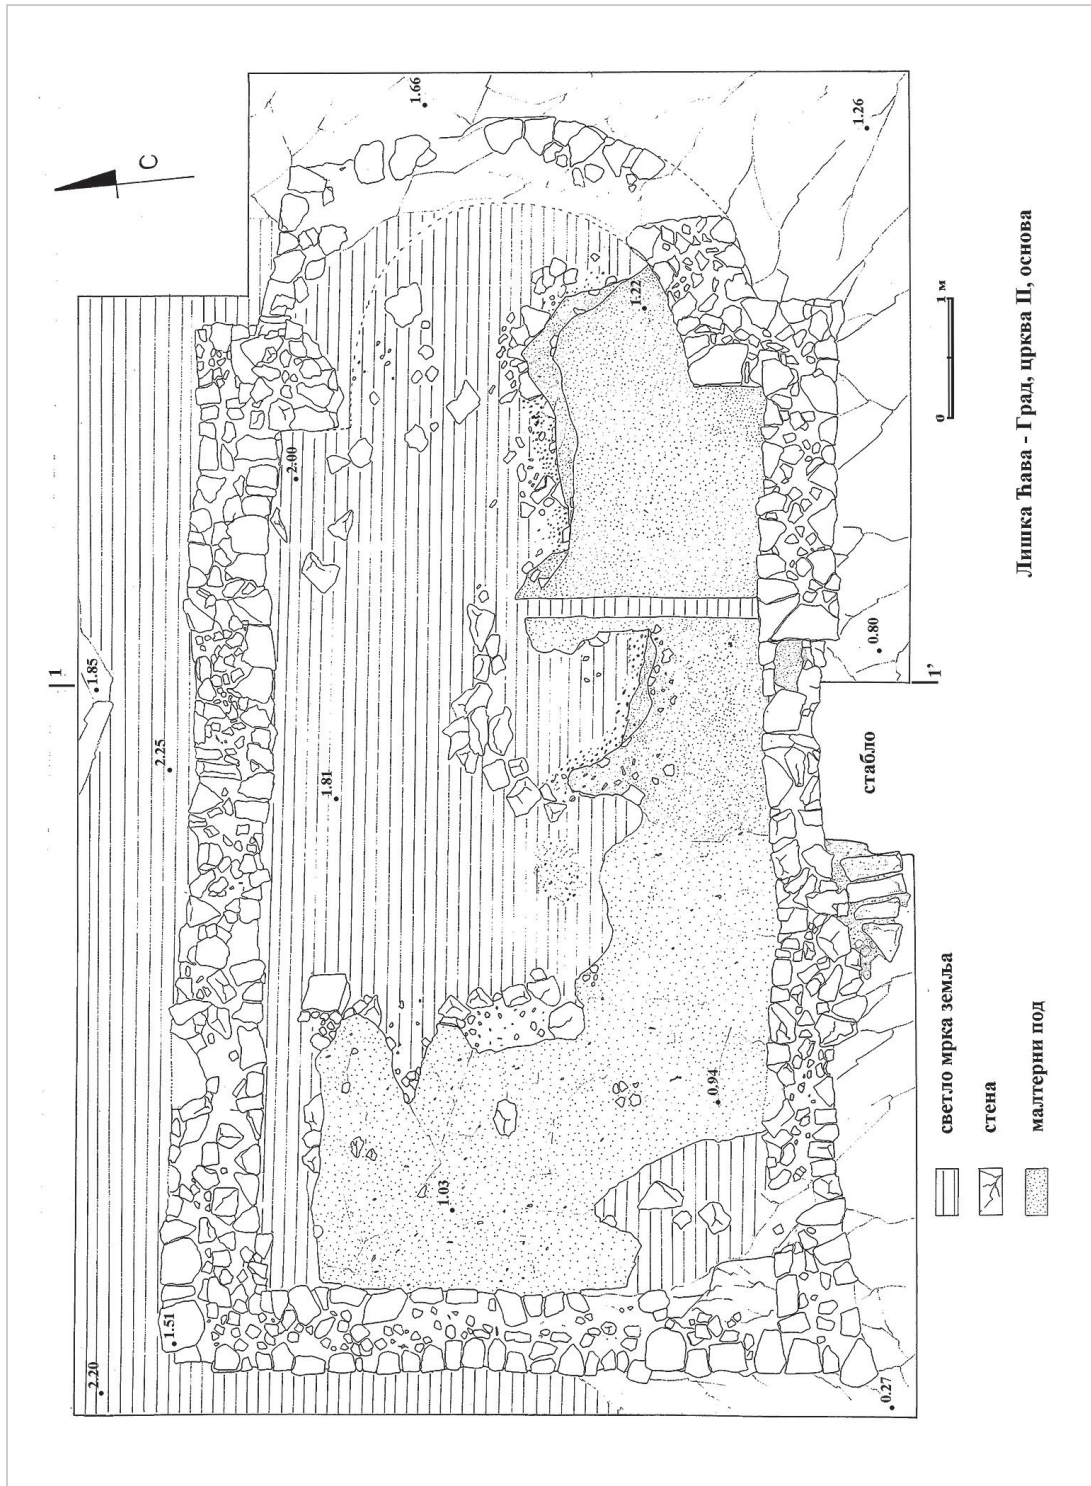 С
1.66
1.26
1.22
2.00
1
1.85
0.80
1’
2.25
1.81
стабло
0.94
1.03
1.51
2.20
0.27
0 1 м
Лишка Ћава - Град, црква II, основа
светло мрка земља
стена
малтерни под